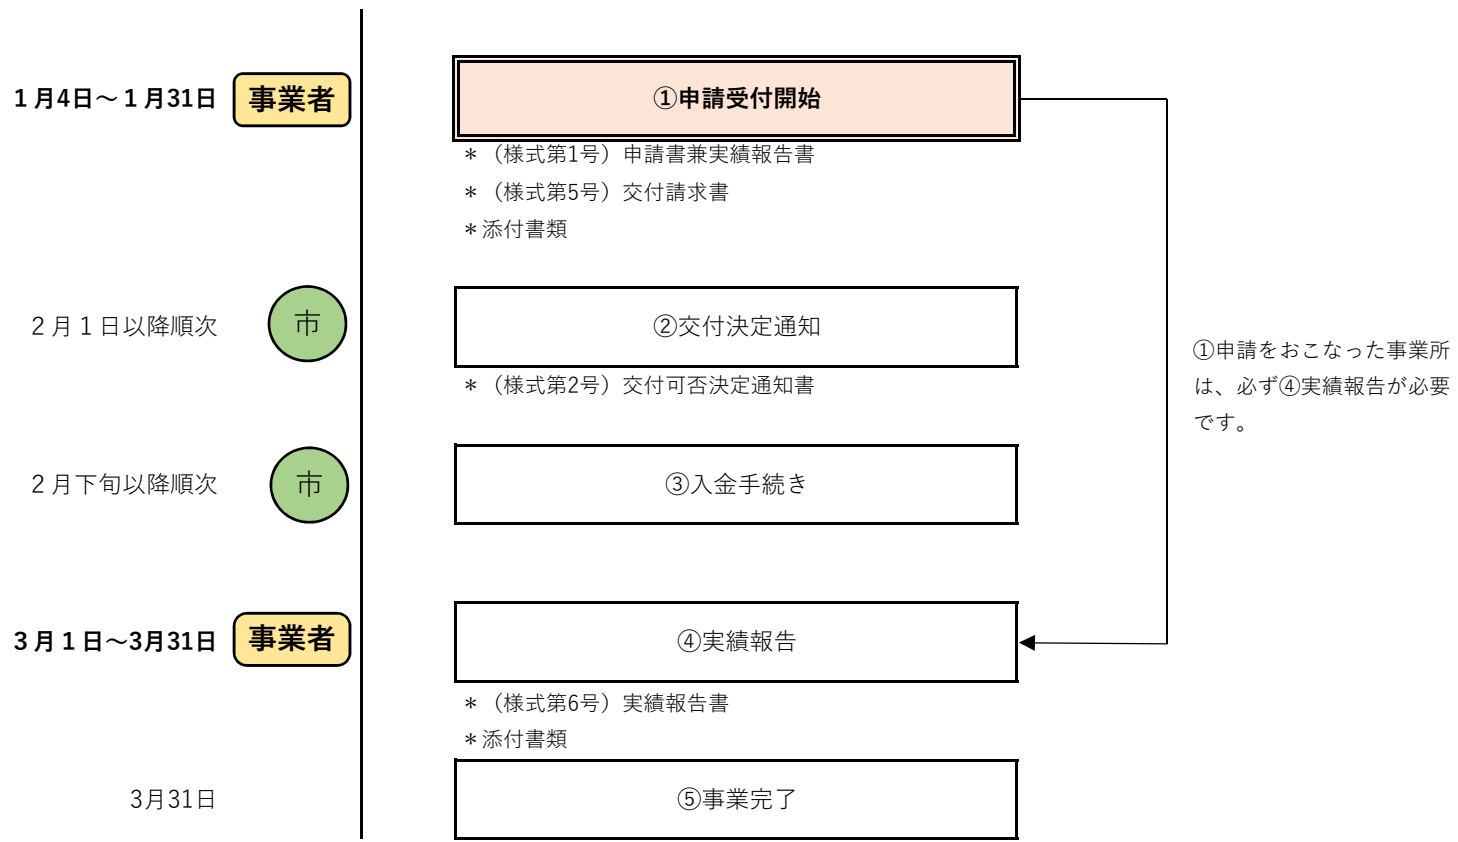 １月4日～１月31日
事業者
①申請受付開始
＊（様式第1号）申請書兼実績報告書
＊（様式第5号）交付請求書
＊添付書類
２月１日以降順次
市
②交付決定通知
＊（様式第2号）交付可否決定通知書
①申請をおこなった事業所
は、必ず④実績報告が必要
です。
２月下旬以降順次
市
③入金手続き
３月１日～3月31日
事業者
④実績報告
＊（様式第6号）実績報告書
＊添付書類
3月31日
⑤事業完了